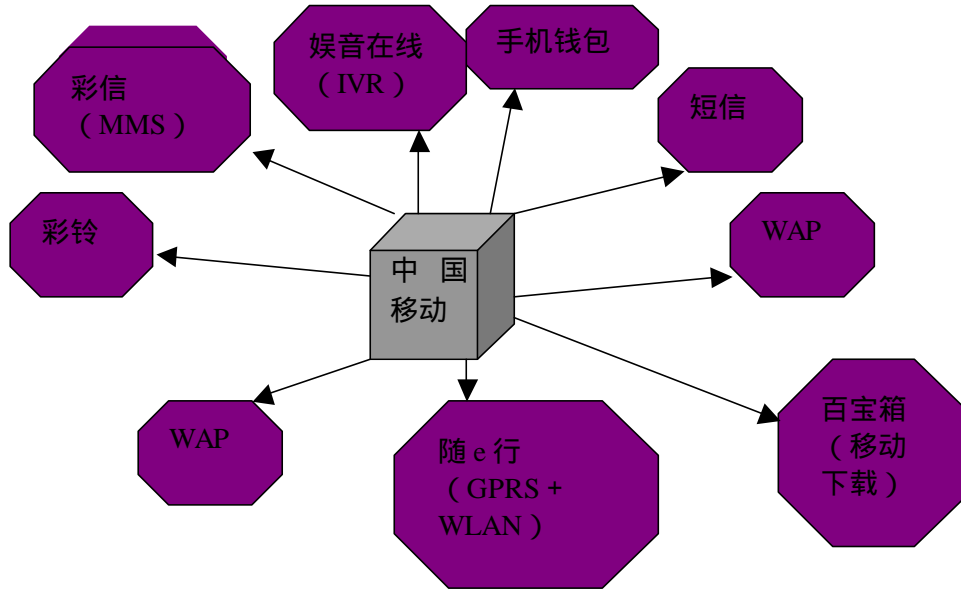 娱音在线
（IVR）
手机钱包
彩信
（MMS）
短信
彩铃
WAP
中 国
移动
WAP
随 e 行
（GPRS +
WLAN）
百宝箱
（移动
下载）